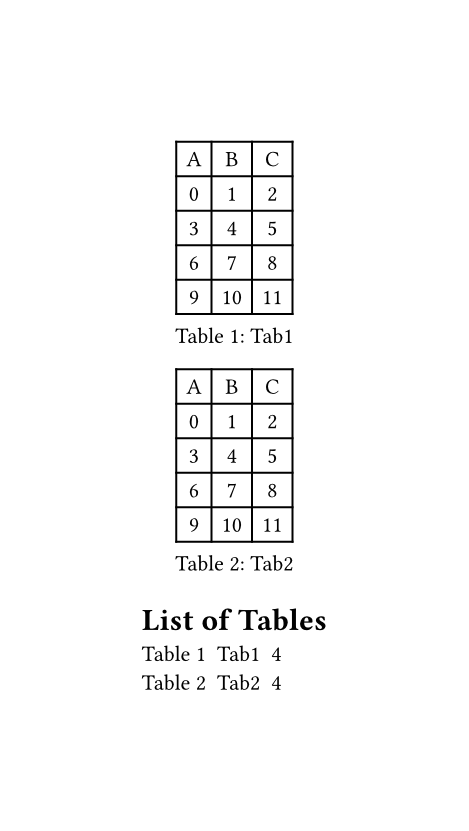 A B C
0 1 2
3 4 5
6 7 8
9 10 11
Table 1: Tab1
A B C
0 1 2
3 4 5
6 7 8
9 10 11
Table 2: Tab2
List of Tables
Table 1 Tab1 4
Table 2 Tab2 4